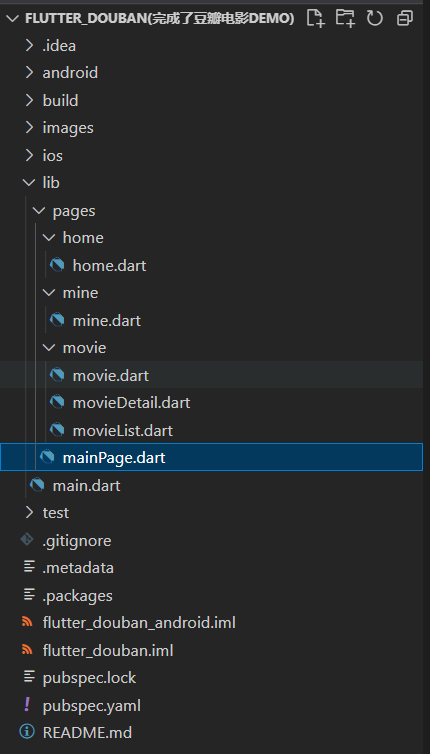 FLUTTER_DOUBAN(完成了豆瓣电影DEMO)
.idea
android
build
images
ios
lib
pages
home
home.dart
mine
mine.dart
movie
movie.dart
movieDetail.dart
movieList.dart
mainPage.dart
main.dart
test
.gitignore
.metadata
.packages
flutter_douban_android.iml
flutter_douban.iml
pubspec.lock
pubspec.yaml
README.md